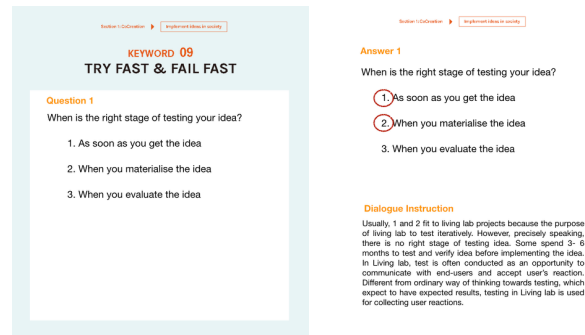 Section 1: CoCreation
Implement ideas in society
KEYWORD 09
TRY FAST & FAIL FAST
Question 1
When is the right stage of testing your idea?
1. As soon as you get the idea
2. When you materialise the idea
3. When you evaluate the idea
Section 1: CoCreation
Implement ideas in society
Answer 1
When is the right stage of testing your idea?
1. As soon as you get the idea
2. When you materialise the idea
3. When you evaluate the idea
Dialogue Instruction
Usually, 1 and 2 fit to living lab projects because the purpose
of living lab to test iteratively. However, precisely speaking,
there is no right stage of testing idea. Some spend 3- 6
months to test and verify idea before implementing the idea.
In Living lab, test is often conducted as an opportunity to
communicate with end-users and accept user's reaction.
Different from ordinary way of thinking towards testing, which
expect to have expected results, testing in Living lab is used
for collecting user reactions.